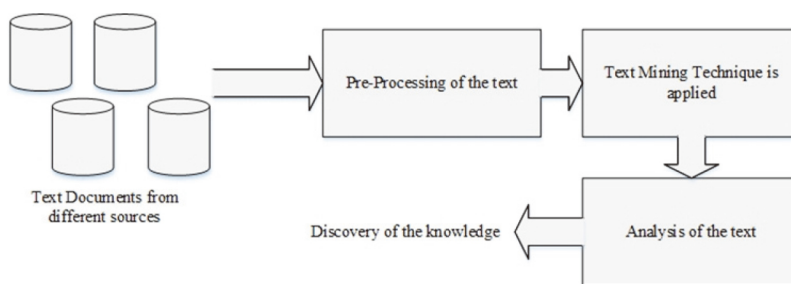 Text Documents from
different sources
Pre-Processing of the text
Text Mining Technique is
applied
Analysis of the text
Discovery of the knowledge